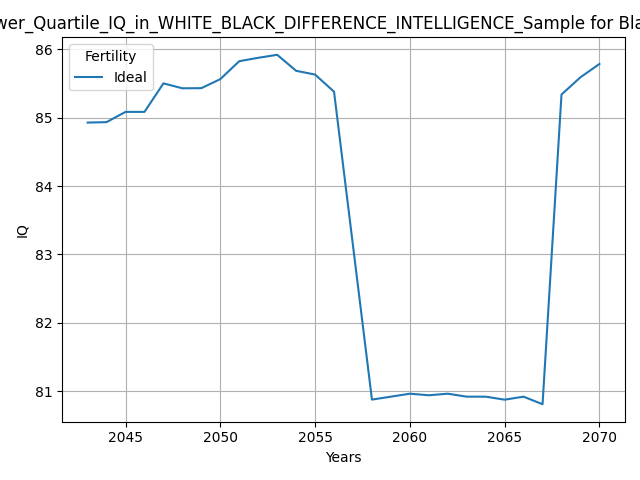 wer_Quartile_IQ_in_WHITE_BLACK_DIFFERENCE_INTELLIGENCE_Sample for Bla
Fertility
Ideal
86
85
84
83
82
81
IQ
2045 2050 2055 2060 2065 2070
Years